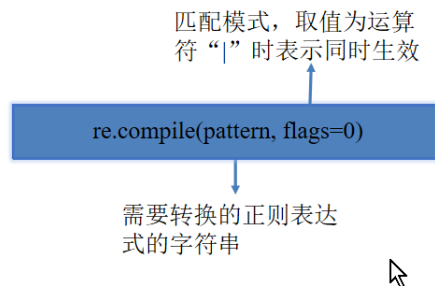 匹配模式，取值为运算
符“|”时表示同时生效
re.compile(pattern, flags=0)
需要转换的正则表达
式的字符串